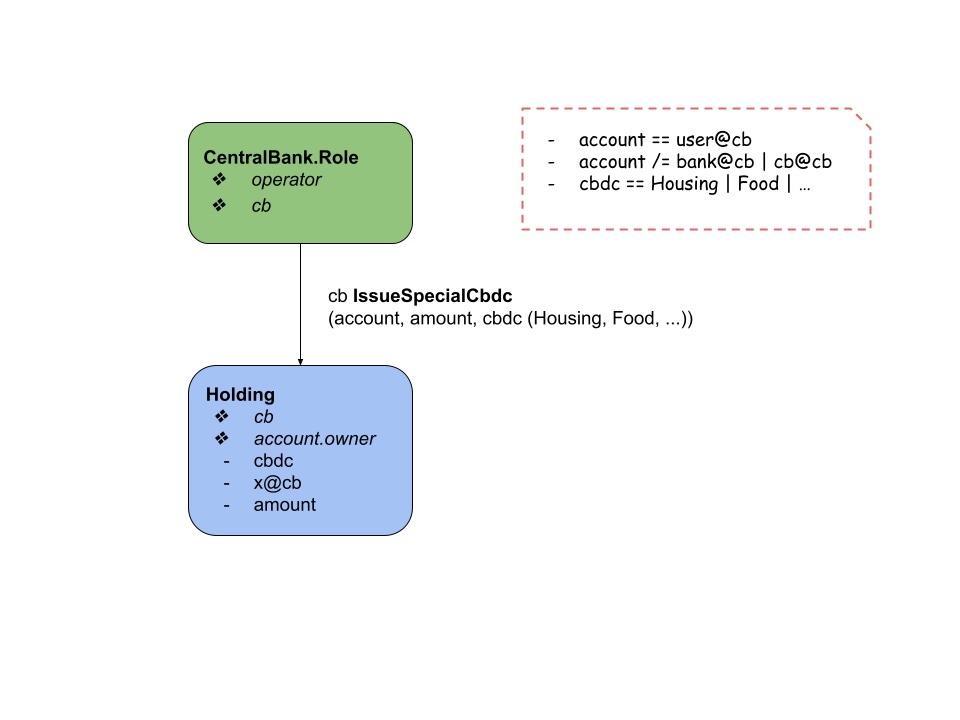 CentralBank.Role
❖ operator
❖ cb
- account == user@cb
- account /= bank@cb | cb@cb
- cbdc == Housing | Food | …
cb IssueSpecialCbdc
(account, amount, cbdc (Housing, Food, ...))
Holding
❖ cb
❖ account.owner
- cbdc
- x@cb
- amount